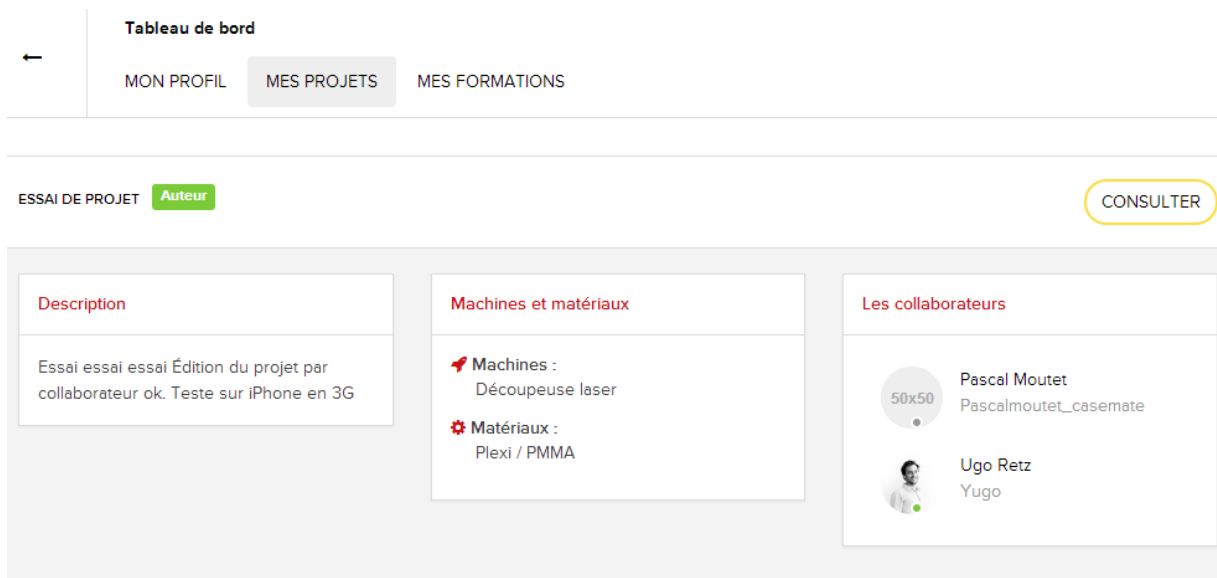 Tableau de bord
←
MON PROFIL MES PROJETS MES FORMATIONS
ESSAI DE PROJET Auteur
CONSULTER
Description
Essai essai essai Édition du projet par
collaborateur ok. Teste sur iPhone en 3G
Machines et matériaux
Machines :
Découpeuse laser
Matériaux :
Plexi / PMMA
Les collaborateurs
50x50
Pascal Moutet
Pascalmoutet_casemate
Ugo Retz
Yugo